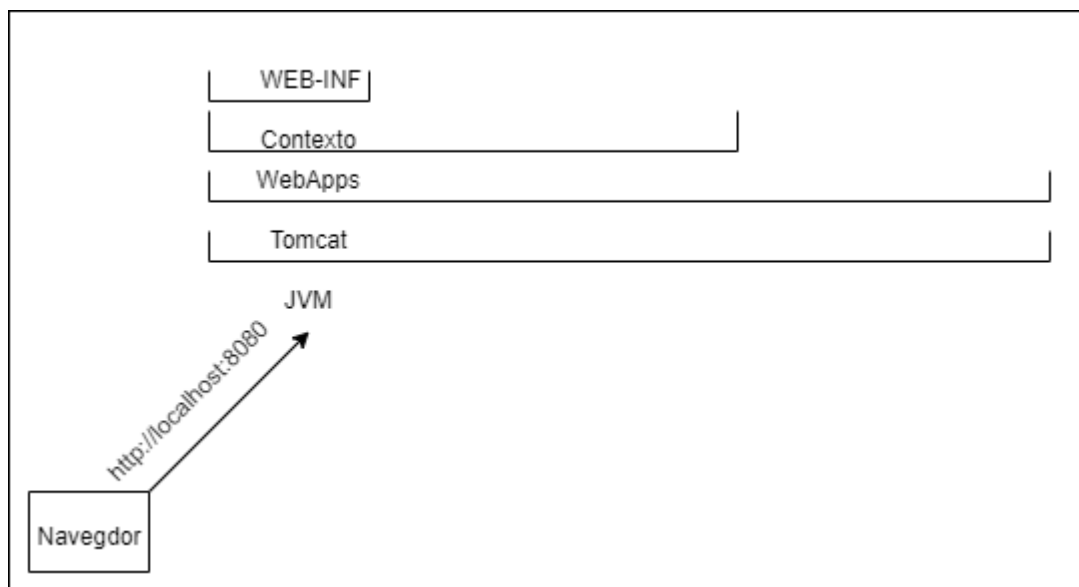 WEB-INF
Contexto
WebApps
Tomcat
JVM
http://localhost:8080
Navegdor